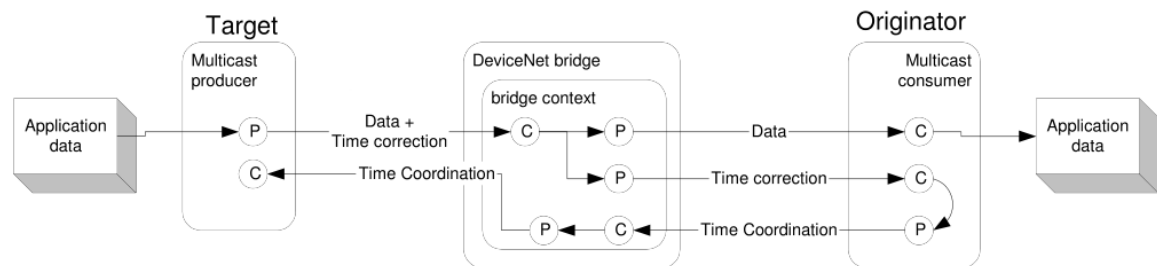 Target
Originator
Multicast
producer
DeviceNet bridge
Multicast
consumer
bridge context
Application
data
P
Data +
Time correction
C
P
Data
C
Application
data
C
Time Coordination
P
Time correction
C
P
C
Time Coordination
P